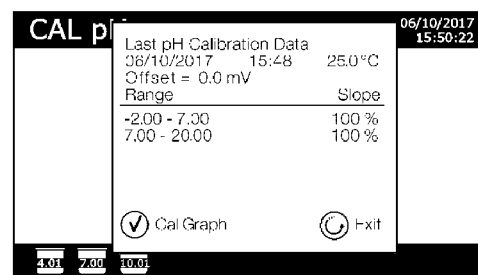 CAL p
06/10/2017
15:50:22
Last pH Calibration Data
06/10/2017 15:48 25.0°C
Offset = 0.0 mV
Range Slope
-2.00 - 7.00 100 %
7.00 - 20.00 100 %
Cal Graph Exit
4.01 7.00 10.01